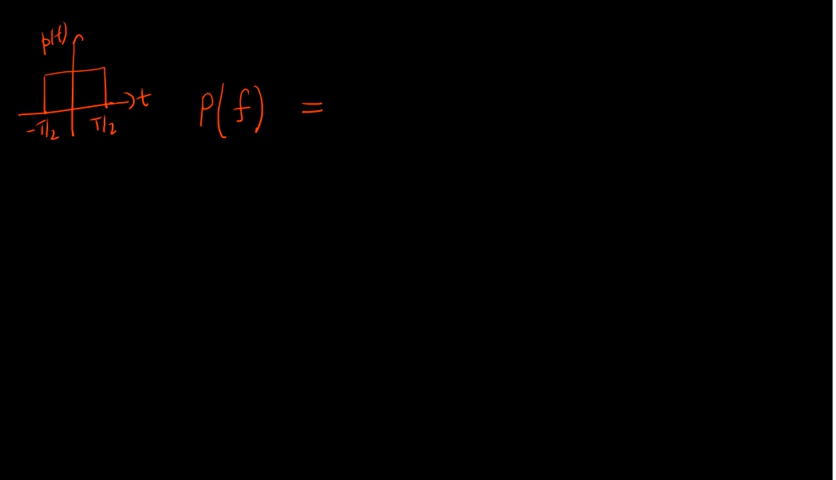 p(t)
t
-T/2
T/2
P(f) =